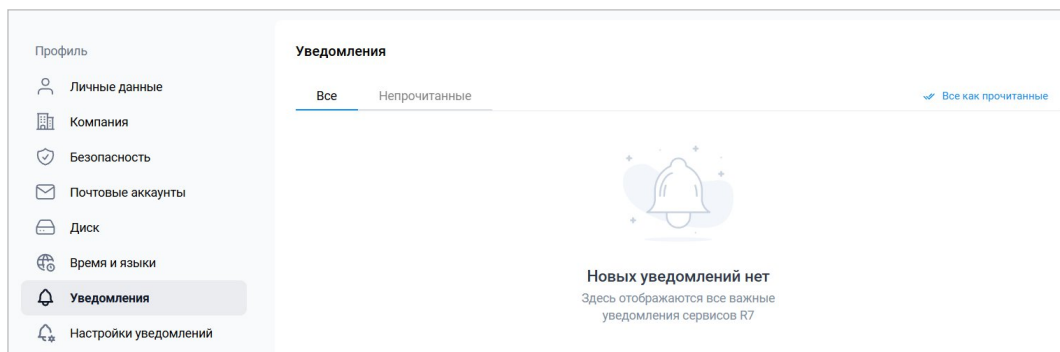 Профиль
Личные данные
Компания
Безопасность
Почтовые аккаунты
Диск
Время и языки
Уведомления
Настройки уведомлений
Уведомления
Все Непрочитанные Все как прочитанные
Новых уведомлений нет
Здесь отображаются все важные
уведомления сервисов R7